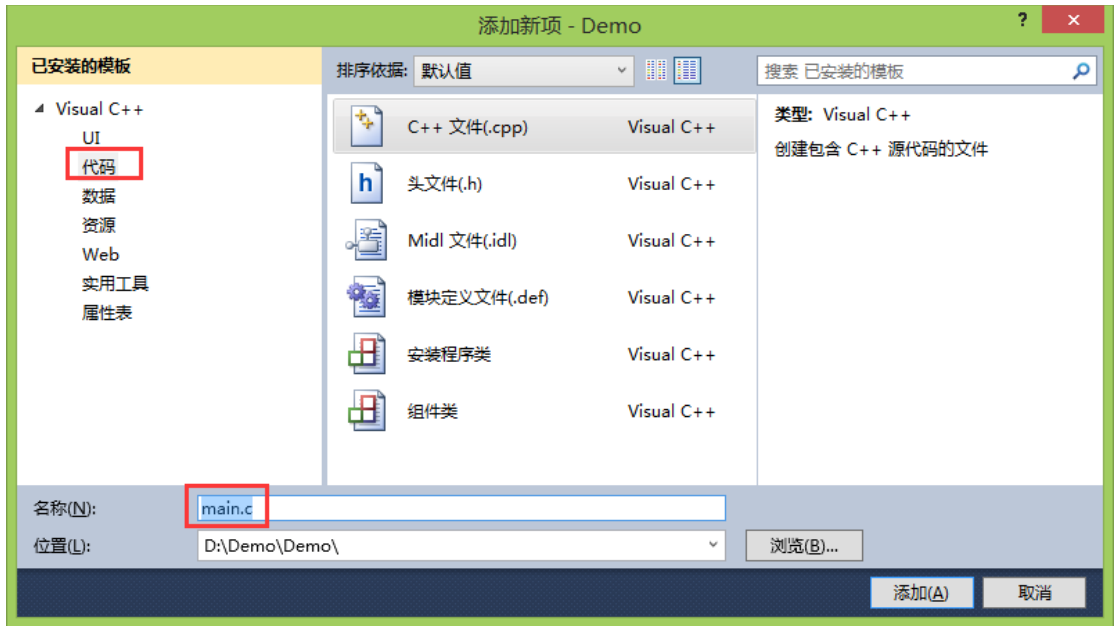 添加新项 - Demo
?
已安装的模板
Visual C++
UI
代码
数据
资源
Web
实用工具
属性表
排序依据: 默认值
C++ 文件(.cpp) Visual C++
h 头文件(.h) Visual C++
Midl 文件(.idl) Visual C++
模块定义文件(.def) Visual C++
安装程序类 Visual C++
组件类 Visual C++
搜索 已安装的模板
类型: Visual C++
创建包含 C++ 源代码的文件
名称(N): main.c
位置(L): D:\Demo\Demo\ 浏览(B)...
添加(A) 取消